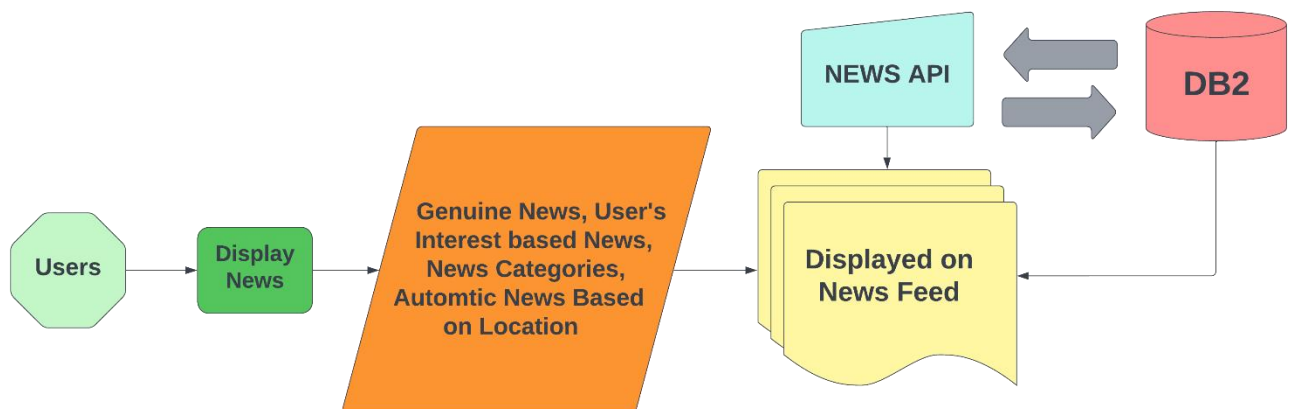 NEWS API
DB2
Users
Display
News
Genuine News, User's
Interest based News,
News Categories,
Automtic News Based
on Location
Displayed on
News Feed